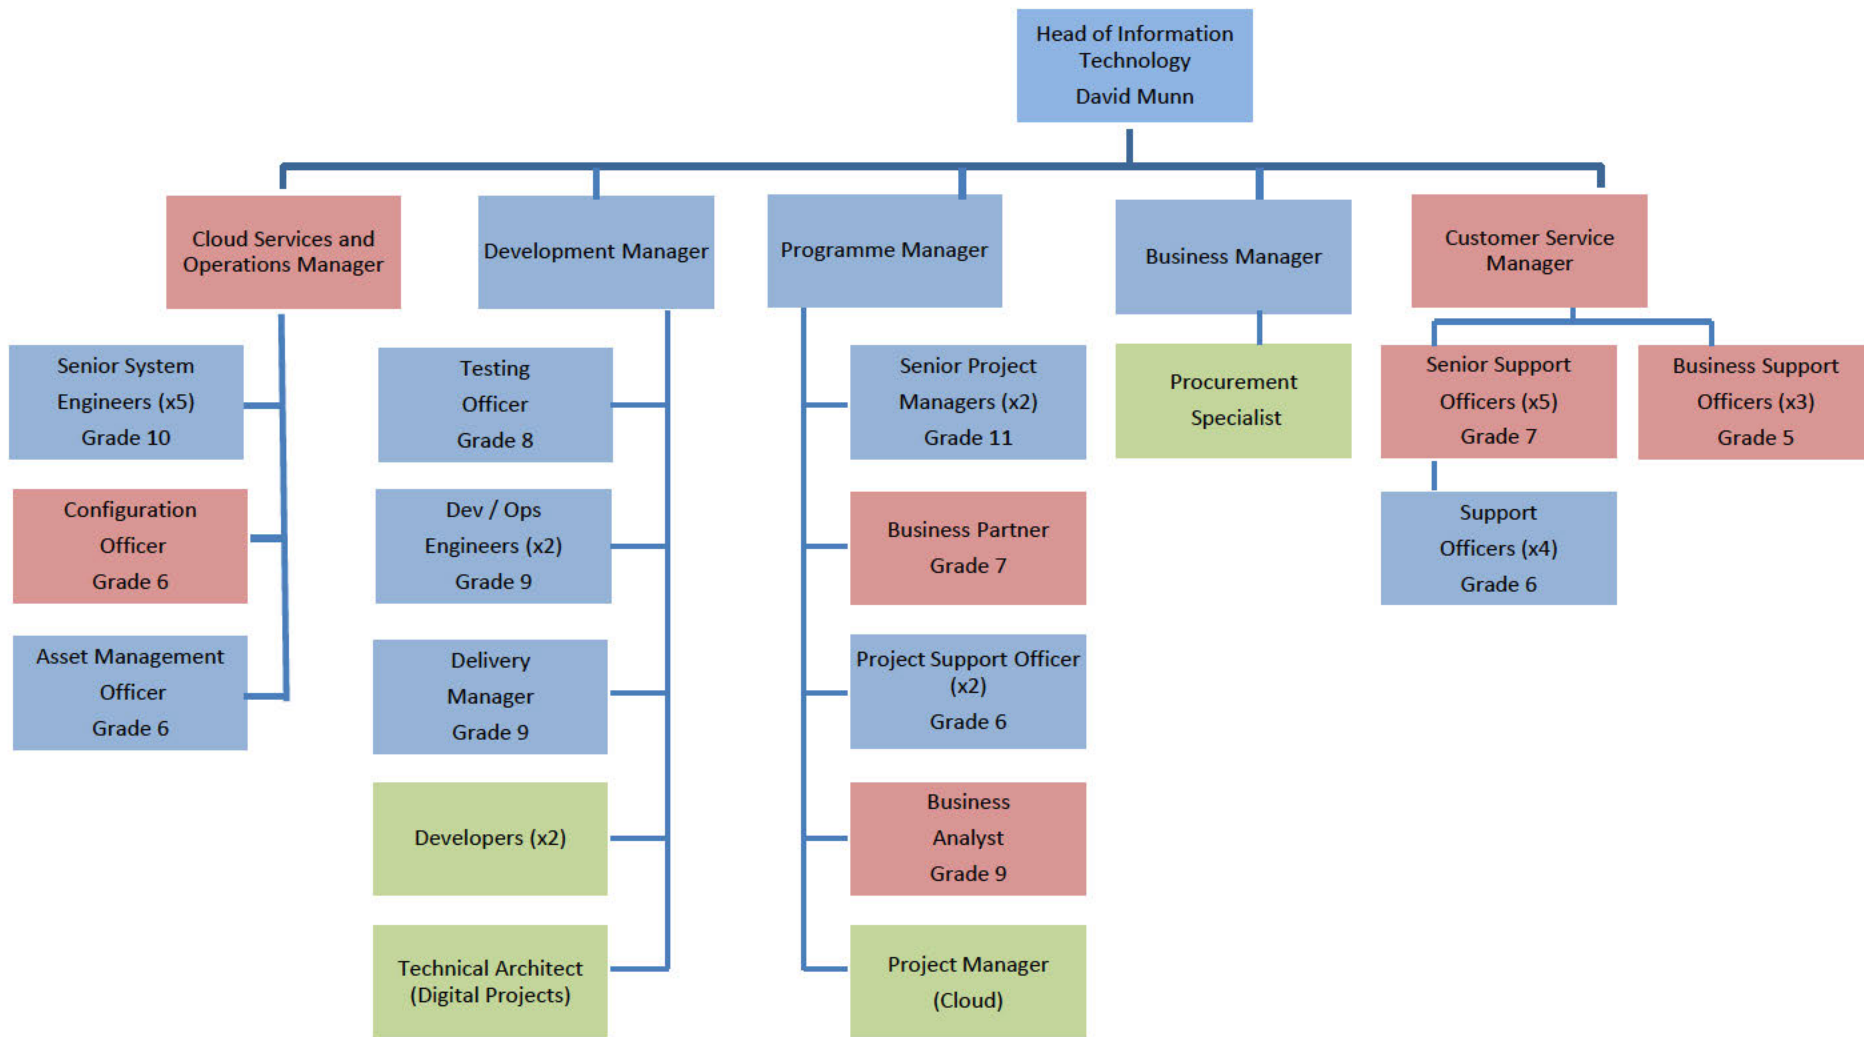 Head of Information
Technology
David Munn
Cloud Services and
Operations Manager
Development Manager
Programme Manager
Business Manager
Customer Service
Manager
Senior System
Engineers (x5)
Grade 10
Testing
Officer
Grade 8
Senior Project
Managers (x2)
Grade 11
Procurement
Specialist
Senior Support
Officers (x5)
Grade 7
Business Support
Officers (x3)
Grade 5
Configuration
Officer
Grade 6
Dev / Ops
Engineers (x2)
Grade 9
Business Partner
Grade 7
Support
Officers (x4)
Grade 6
Asset Management
Officer
Grade 6
Delivery
Manager
Grade 9
Project Support Officer
(x2)
Grade 6
Developers (x2)
Business
Analyst
Grade 9
Technical Architect
(Digital Projects)
Project Manager
(Cloud)